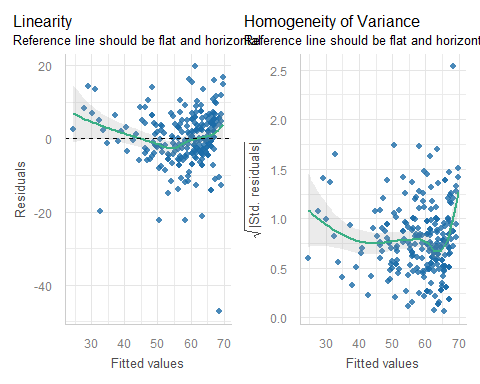 Linearity
Reference line should be flat and horizontal
20
0
-20
-40
Residuals
30
40
50
60
70
Fitted values
Homogeneity of Variance
Reference line should be flat and horizont
2.5
2.0
1.5
1.0
0.5
0.0
√|Std. residuals|
30
40
50
60
70
Fitted values